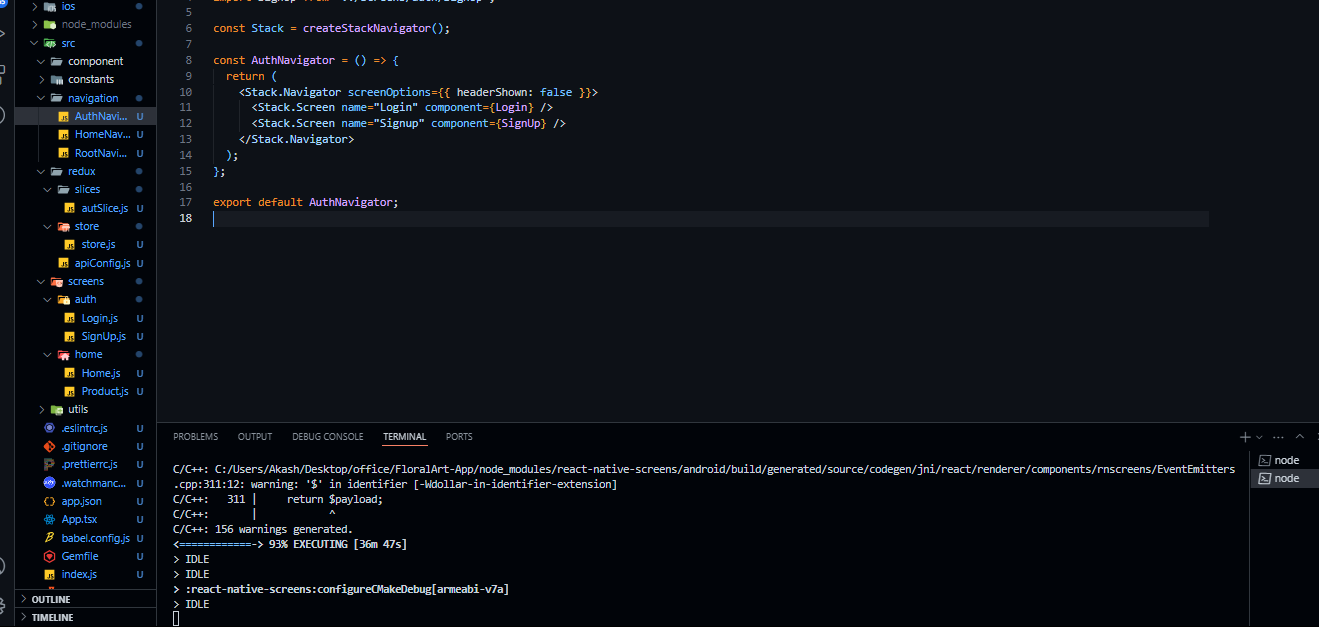 ios
node_modules
src
component
constants
navigation
AuthNavi... U
HomeNav... U
RootNavi... U
redux
slices
autSlice.js U
store
store.js U
apiConfig.js U
screens
auth
Login.js U
SignUp.js U
home
Home.js U
Product.js U
utils
.eslintrc.js U
.gitignore U
.prettierrc.js U
.watchmanc... U
app.json U
App.tsx U
babel.config.js U
Gemfile U
index.js U
OUTLINE
TIMELINE
5
6 const Stack = createStackNavigator();
7
8 const AuthNavigator = () => {
9 return (
10 <Stack.Navigator screenOptions={{ headerShown: false }}>
11 <Stack.Screen name="Login" component={Login} />
12 <Stack.Screen name="Signup" component={SignUp} />
13 </Stack.Navigator>
14 );
15 };
16
17 export default AuthNavigator;
18
PROBLEMS OUTPUT DEBUG CONSOLE TERMINAL PORTS
C/C++: C:/Users/Akash/Desktop/office/FloralArt-App/node_modules/react-native-screens/android/build/generated/source/codegen/jni/react/renderer/components/rnscreens/EventEmitters
.cpp:311:12: warning: '$' in identifier [-Wdollar-in-identifier-extension]
C/C++: 311 | return $payload;
C/C++: | ^
C/C++: 156 warnings generated.
<============-> 93% EXECUTING [36m 47s]
> IDLE
> IDLE
> :react-native-screens:configureCMakeDebug[armeabi-v7a]
> IDLE
node
node